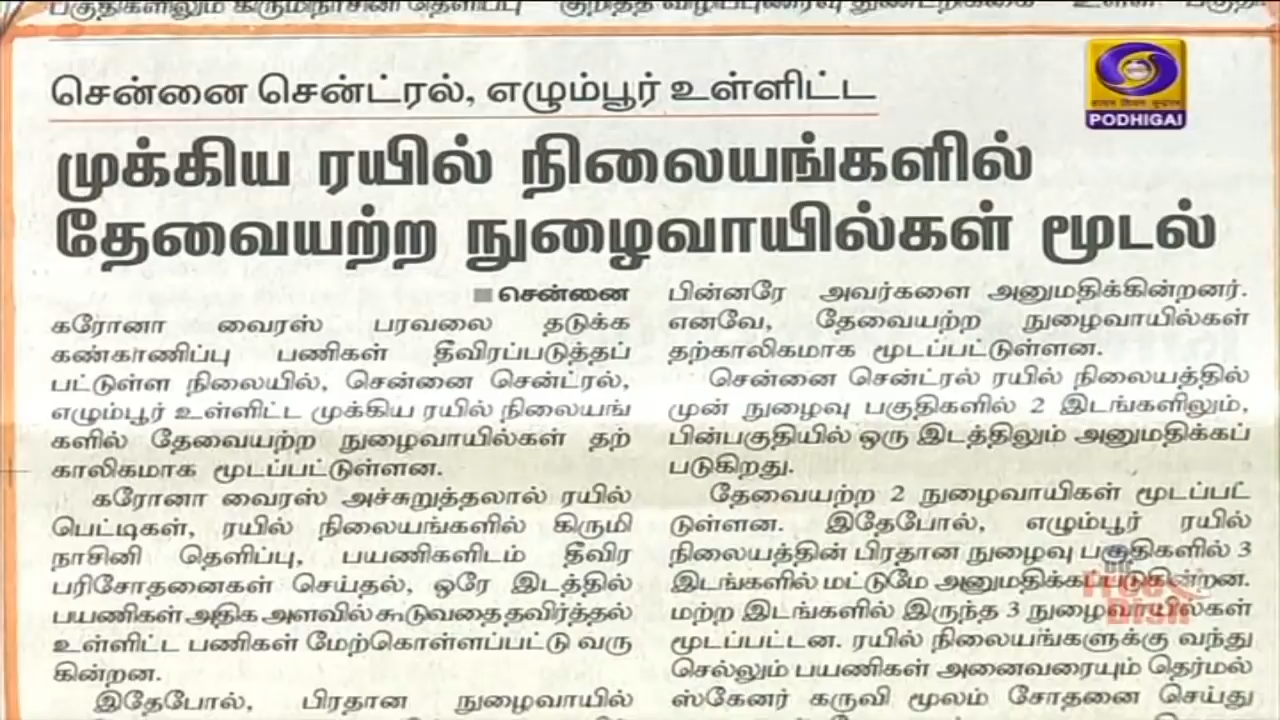 சென்னை சென்ட்ரல், எழும்பூர் உள்ளிட்ட
முக்கிய ரயில் நிலையங்களில்
தேவையற்ற நுழைவாயில்கள் மூடல்
PODHIGAI
சென்னை
கரோனா வைரஸ் பரவலை தடுக்க
கண்காணிப்பு பணிகள் தீவிரப்படுத்தப்
பட்டுள்ள நிலையில், சென்னை சென்ட்ரல்,
எழும்பூர் உள்ளிட்ட முக்கிய ரயில் நிலையங்
களில் தேவையற்ற நுழைவாயில்கள் தற்
காலிகமாக மூடப்பட்டுள்ளன.
கரோனா வைரஸ் அச்சுறுத்தலால் ரயில்
பெட்டிகள், ரயில் நிலையங்களில் கிருமி
நாசினி தெளிப்பு, பயணிகளிடம் தீவிர
பரிசோதனைகள் செய்தல், ஒரே இடத்தில்
பயணிகள் அதிக அளவில் கூடுவதை தவிர்த்தல்
உள்ளிட்ட பணிகள் மேற்கொள்ளப்பட்டு வரு
கின்றன.
இதேபோல், பிரதான நுழைவாயில்
பின்னரே அவர்களை அனுமதிக்கின்றனர்.
எனவே, தேவையற்ற நுழைவாயில்கள்
தற்காலிகமாக மூடப்பட்டுள்ளன.
சென்னை சென்ட்ரல் ரயில் நிலையத்தில்
முன் நுழைவு பகுதிகளில் 2 இடங்களிலும்,
பின்பகுதியில் ஒரு இடத்திலும் அனுமதிக்கப்
படுகிறது.
தேவையற்ற 2 நுழைவாயிகள் மூடப்பட்
டுள்ளன. இதேபோல், எழும்பூர் ரயில்
நிலையத்தின் பிரதான நுழைவு பகுதிகளில் 3
இடங்களில் மட்டுமே அனுமதிக்கப்படுகின்றன.
மற்ற இடங்களில் இருந்த 3 நுழைவாயில்கள்
மூடப்பட்டன. ரயில் நிலையங்களுக்கு வந்து
செல்லும் பயணிகள் அனைவரையும் தெர்மல்
ஸ்கேனர் கருவி மூலம் சோதனை செய்து